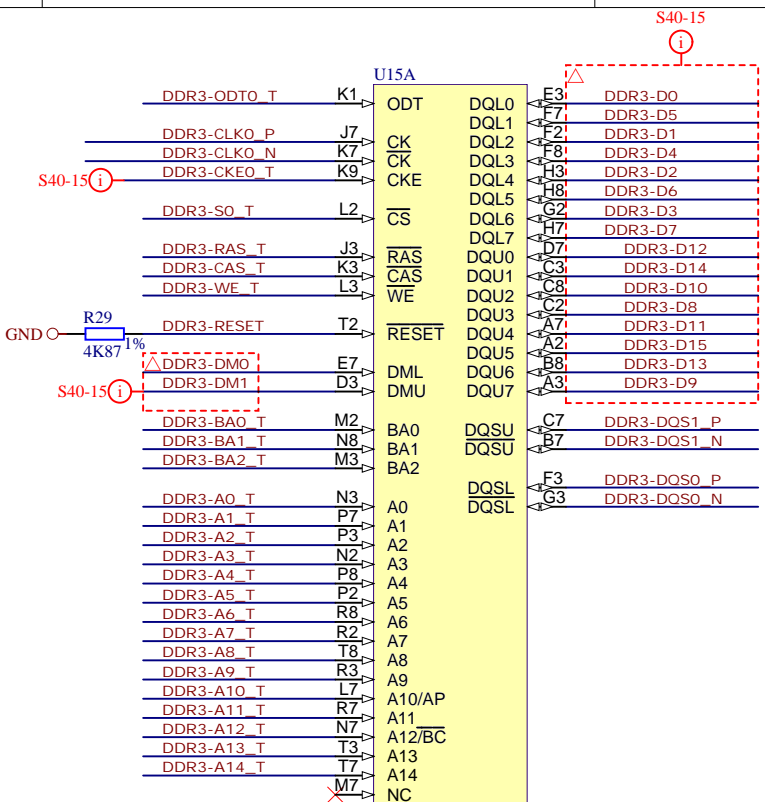 S40-15
i
U15A
DDR3-ODT0_T K1 ODT DQL0 E3 DDR3-D0
DQL1 F7 DDR3-D5
DDR3-CLK0_P J7 CK DQL2 F2 DDR3-D1
DDR3-CLK0_N K7 CK DQL3 F8 DDR3-D4
S40-15 i DDR3-CKE0_T K9 CKE DQL4 H3 DDR3-D2
DQL5 H8 DDR3-D6
DDR3-S0_T L2 CS DQL6 G2 DDR3-D3
DQL7 H7 DDR3-D7
DDR3-RAS_T J3 RAS DQU0 D7 DDR3-D12
DDR3-CAS_T K3 CAS DQU1 C3 DDR3-D14
DDR3-WE_T L3 WE DQU2 C8 DDR3-D10
DQU3 C2 DDR3-D8
GND R29 4K87 1% DDR3-RESET T2 RESET DQU4 A7 DDR3-D11
DQU5 A2 DDR3-D15
DDR3-DM0 E7 DML DQU6 B8 DDR3-D13
S40-15 i DDR3-DM1 D3 DMU DQU7 A3 DDR3-D9
DDR3-BA0_T M2 BA0 DQSU C7 DDR3-DQS1_P
DDR3-BA1_T N8 BA1 DQSU B7 DDR3-DQS1_N
DDR3-BA2_T M3 BA2
DQSL F3 DDR3-DQS0_P
DDR3-A0_T N3 A0 DQSL G3 DDR3-DQS0_N
DDR3-A1_T P7 A1
DDR3-A2_T P3 A2
DDR3-A3_T N2 A3
DDR3-A4_T P8 A4
DDR3-A5_T P2 A5
DDR3-A6_T R8 A6
DDR3-A7_T R2 A7
DDR3-A8_T T8 A8
DDR3-A9_T R3 A9
DDR3-A10_T L7 A10/AP
DDR3-A11_T R7 A11
DDR3-A12_T N7 A12/BC
DDR3-A13_T T3 A13
DDR3-A14_T T7 A14
M7 NC